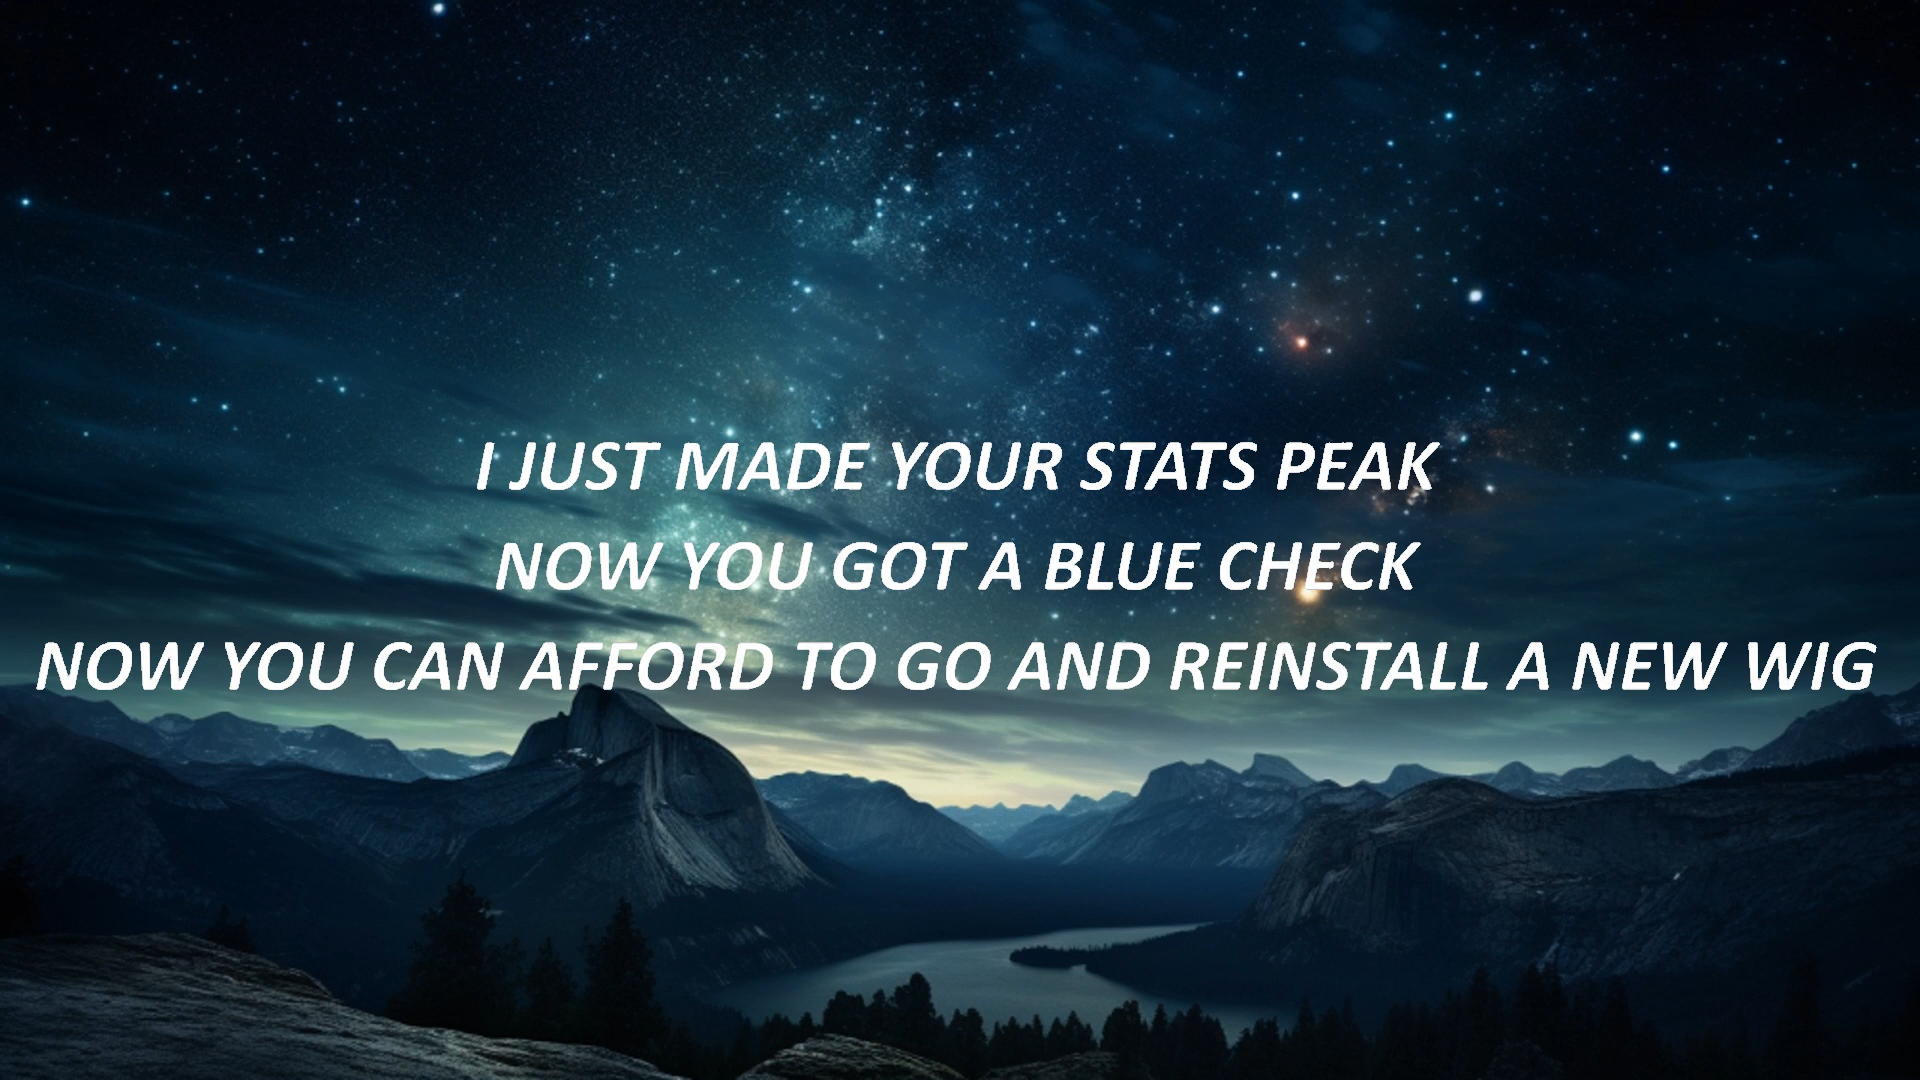 I JUST MADE YOUR STATS PEAK
NOW YOU GOT A BLUE CHECK
NOW YOU CAN AFFORD TO GO AND REINSTALL A NEW WIG